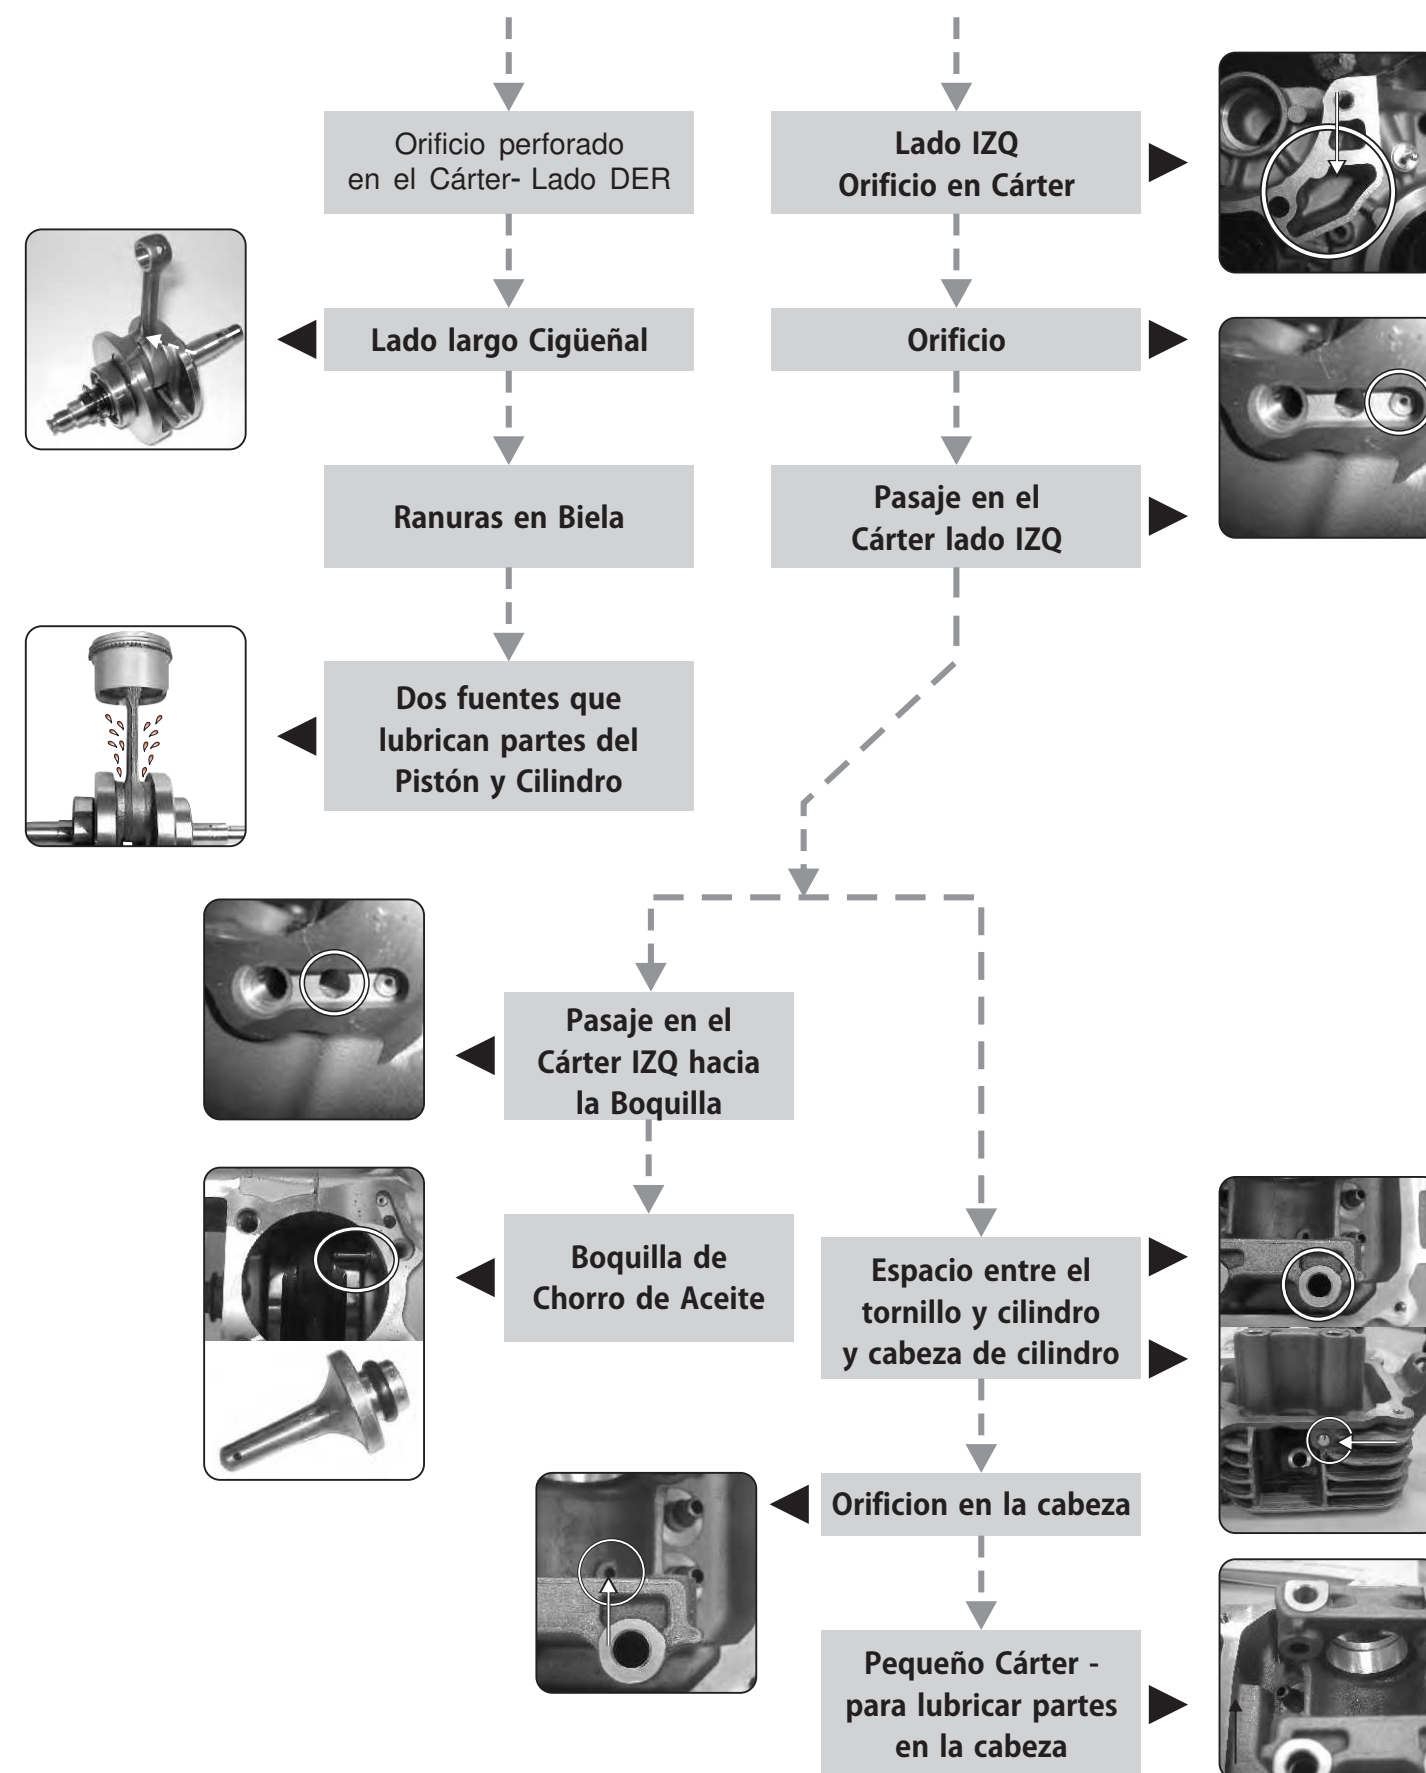 Orificio perforado
en el Cárter- Lado DER
Lado IZQ
Orificio en Cárter
Lado largo Cigüeñal
Orificio
Ranuras en Biela
Pasaje en el
Cárter lado IZQ
Dos fuentes que
lubrican partes del
Pistón y Cilindro
Pasaje en el
Cárter IZQ hacia
la Boquilla
Boquilla de
Chorro de Aceite
Espacio entre el
tornillo y cilindro
y cabeza de cilindro
Orificion en la cabeza
Pequeño Cárter -
para lubricar partes
en la cabeza